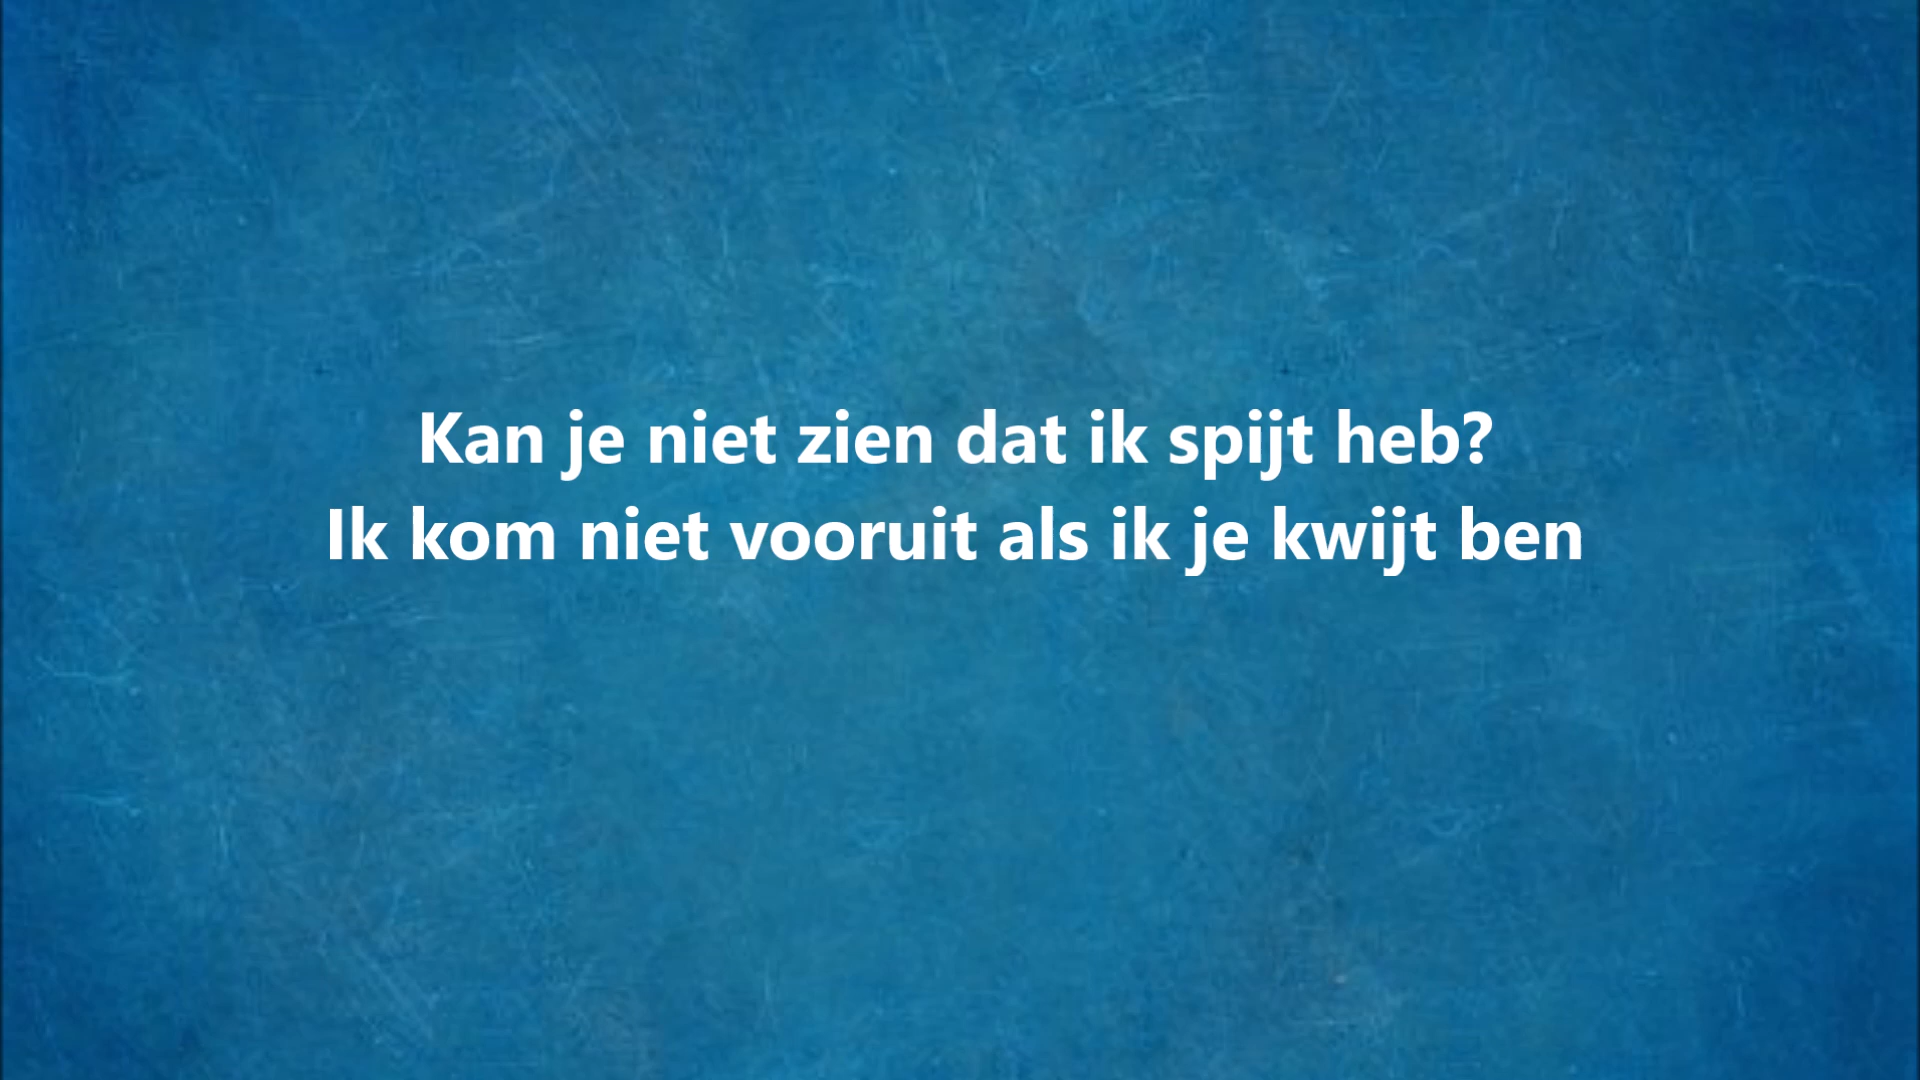 Kan je niet zien dat ik spijt heb?
Ik kom niet vooruit als ik je kwijt ben